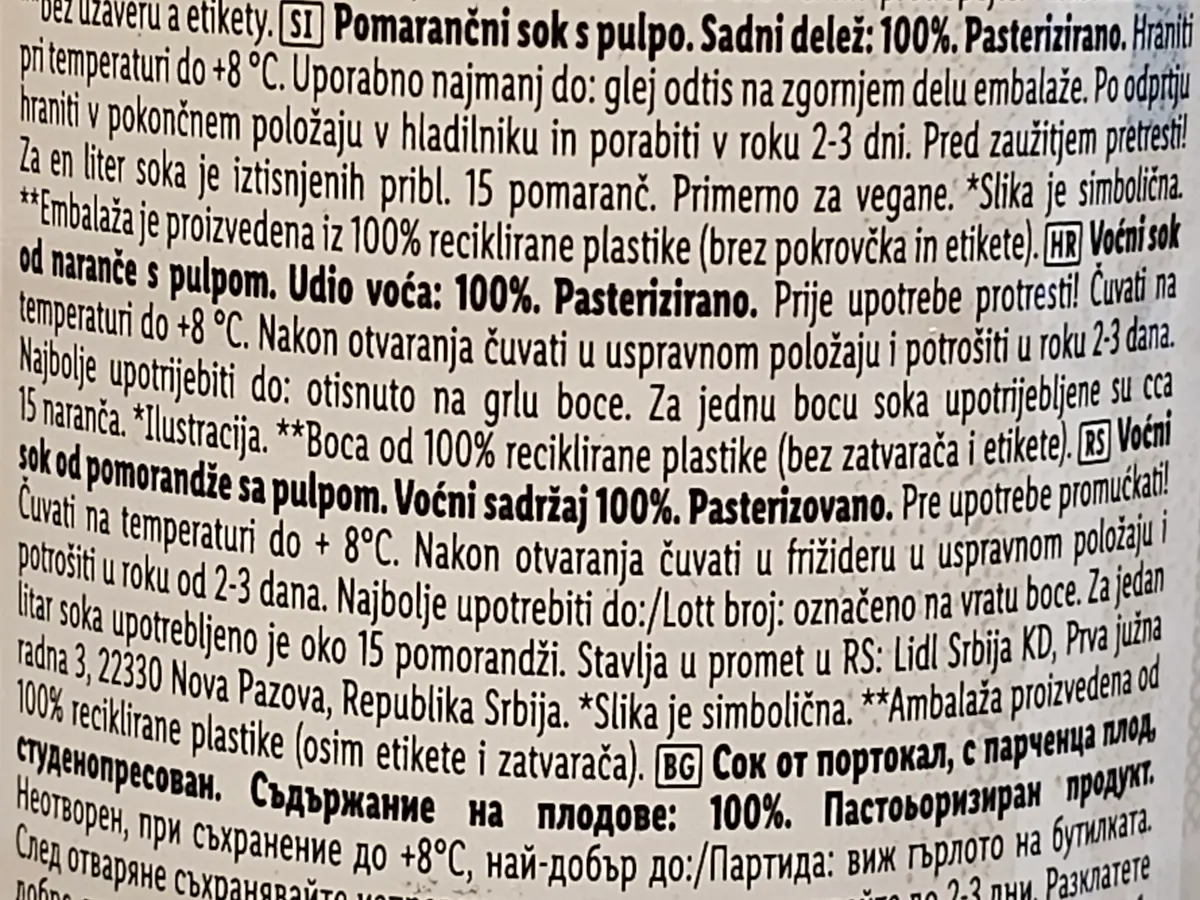 **bez uzáveru a etikety. SI Pomarančni sok s pulpo. Sadni delež: 100%. Pasterizirano. Hraniti
pri temperaturi do +8 °C. Uporabno najmanj do: glej odtis na zgornjem delu embalaže. Po odprtju
hraniti v pokončnem položaju v hladilniku in porabiti v roku 2-3 dni. Pred zaužitjem pretresti!
Za en liter soka je iztisnjenih pribl. 15 pomaranč. Primerno za vegane. *Slika je simbolična.
**Embalaža je proizvedena iz 100% reciklirane plastike (brez pokrovčka in etikete). HR Voćni sok
od naranče s pulpom. Udio voća: 100%. Pasterizirano. Prije upotrebe protresti! Čuvati na
temperaturi do +8 °C. Nakon otvaranja čuvati u uspravnom položaju i potrošiti u roku 2-3 dana.
Najbolje upotrijebiti do: otisnuto na grlu boce. Za jednu bocu soka upotrijebljene su cca
15 naranča. *Ilustracija. **Boca od 100% reciklirane plastike (bez zatvarača i etikete). RS Voćni
sok od pomorandže sa pulpom. Voćni sadržaj 100%. Pasterizovano. Pre upotrebe promućkati!
Čuvati na temperaturi do + 8°C. Nakon otvaranja čuvati u frižideru u uspravnom položaju i
potrošiti u roku od 2-3 dana. Najbolje upotrebiti do:/Lott broj: označeno na vratu boce. Za jedan
litar soka upotrebljeno je oko 15 pomorandži. Stavlja u promet u RS: Lidl Srbija KD, Prva južna
radna 3, 22330 Nova Pazova, Republika Srbija. *Slika je simbolična. **Ambalaža proizvedena od
100% reciklirane plastike (osim etikete i zatvarača). BG Сок от портокал, с парченца плод,
студенопресован. Съдържание на плодове: 100%. Пастьоризиран продукт.
Неотворен, при съхранение до +8°C, най-добър до:/Партида: виж гърлото на бутилката.
След отваряне съхранявайте 2-3 дни. Разклатете